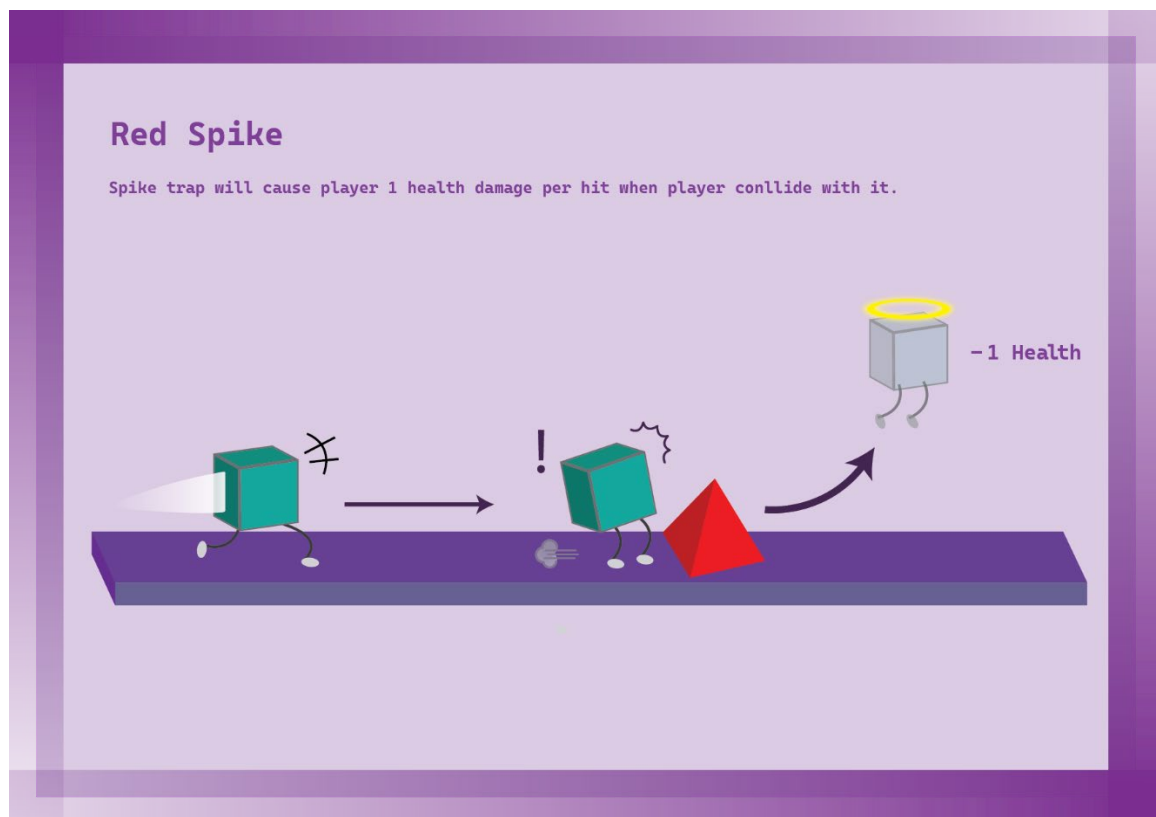 Red Spike
Spike trap will cause player 1 health damage per hit when player conllide with it.
-1 Health
!